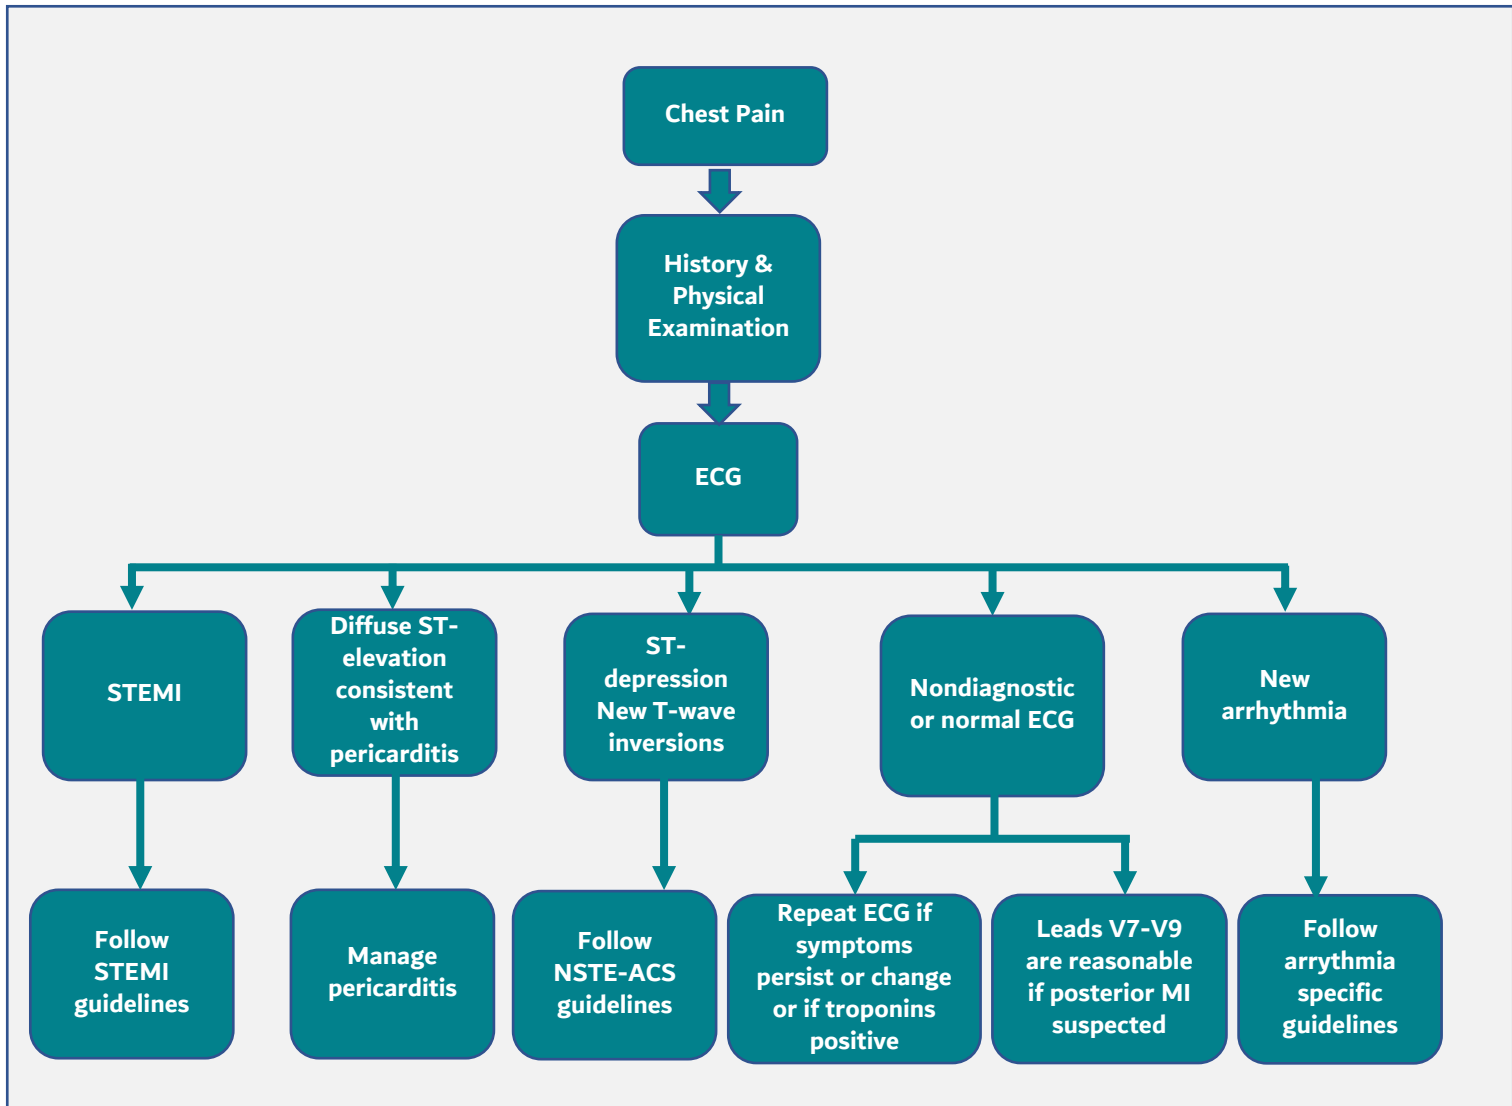 Chest Pain
History &
Physical
Examination
ECG
STEMI
Diffuse ST-
elevation
consistent
with
pericarditis
ST-
depression
New T-wave
inversions
Nondiagnostic
or normal ECG
New
arrhythmia
Follow
STEMI
guidelines
Manage
pericarditis
Follow
NSTE-ACS
guidelines
Repeat ECG if
symptoms
persist or change
or if troponins
positive
Leads V7-V9
are reasonable
if posterior MI
suspected
Follow
arrythmia
specific
guidelines